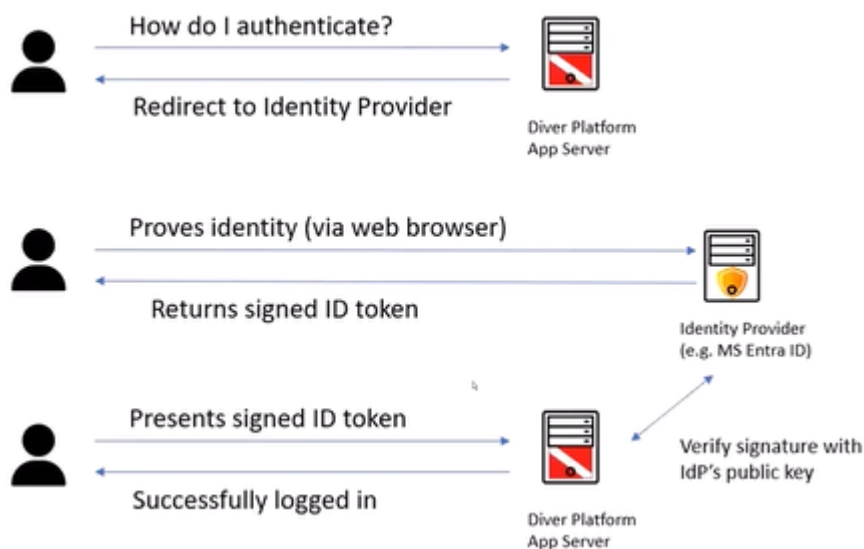 How do I authenticate?
Redirect to Identity Provider
Diver Platform
App Server
Proves identity (via web browser)
Returns signed ID token
Identity Provider
(e.g. MS Entra ID)
Presents signed ID token
Verify signature with
IdP's public key
Successfully logged in
Diver Platform
App Server